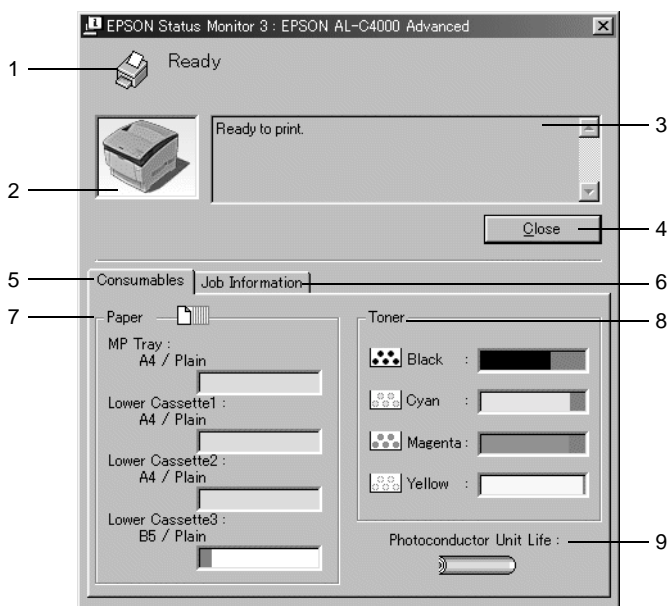 EPSON Status Monitor 3 : EPSON AL-C4000 Advanced
1
Ready
2
Ready to print.
3
Close
4
5
Consumables
Job Information
6
7
Paper
MP Tray :
A4 / Plain
Lower Cassette1 :
A4 / Plain
Lower Cassette2 :
A4 / Plain
Lower Cassette3 :
B5 / Plain
Toner
8
Black :
Cyan :
Magenta :
Yellow :
Photoconductor Unit Life :
9